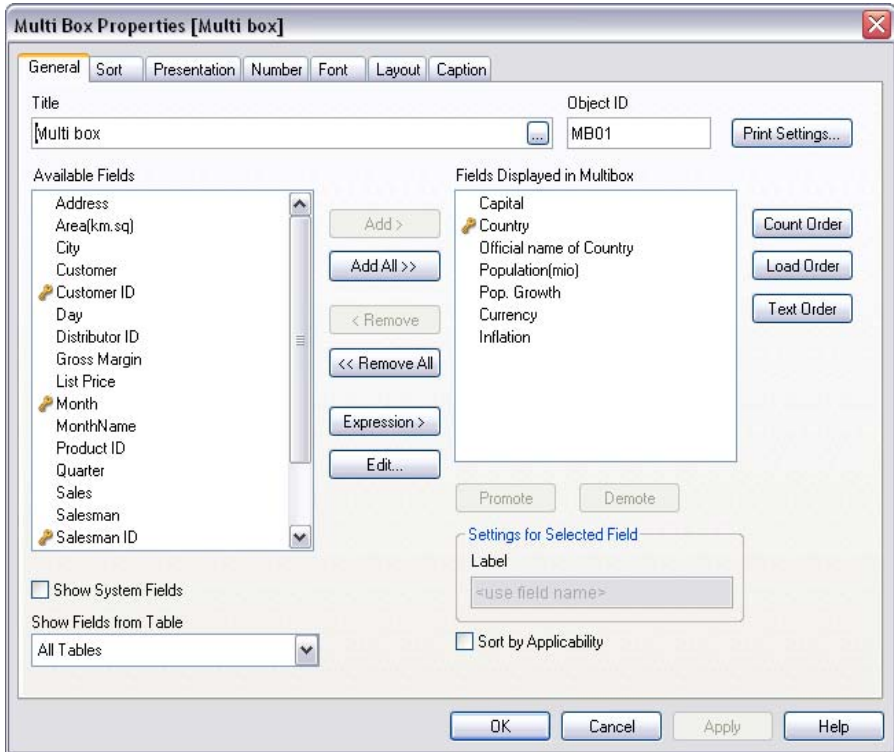 Multi Box Properties [Multi box]
General Sort Presentation Number Font Layout Caption
Title Object ID
Multi box ... MB01 Print Settings...
Available Fields
Address
Area(km.sq)
City
Customer
Customer ID
Day
Distributor ID
Gross Margin
List Price
Month
MonthName
Product ID
Quarter
Sales
Salesman
Salesman ID
Show System Fields
Show Fields from Table
All Tables
Add >
Add All >>
< Remove
<< Remove All
Expression >
Edit...
Fields Displayed in Multibox
Capital
Country
Official name of Country
Population(mio)
Pop. Growth
Currency
Inflation
Count Order
Load Order
Text Order
Promote Demote
Settings for Selected Field
Label
<use field name>
Sort by Applicability
OK Cancel Apply Help